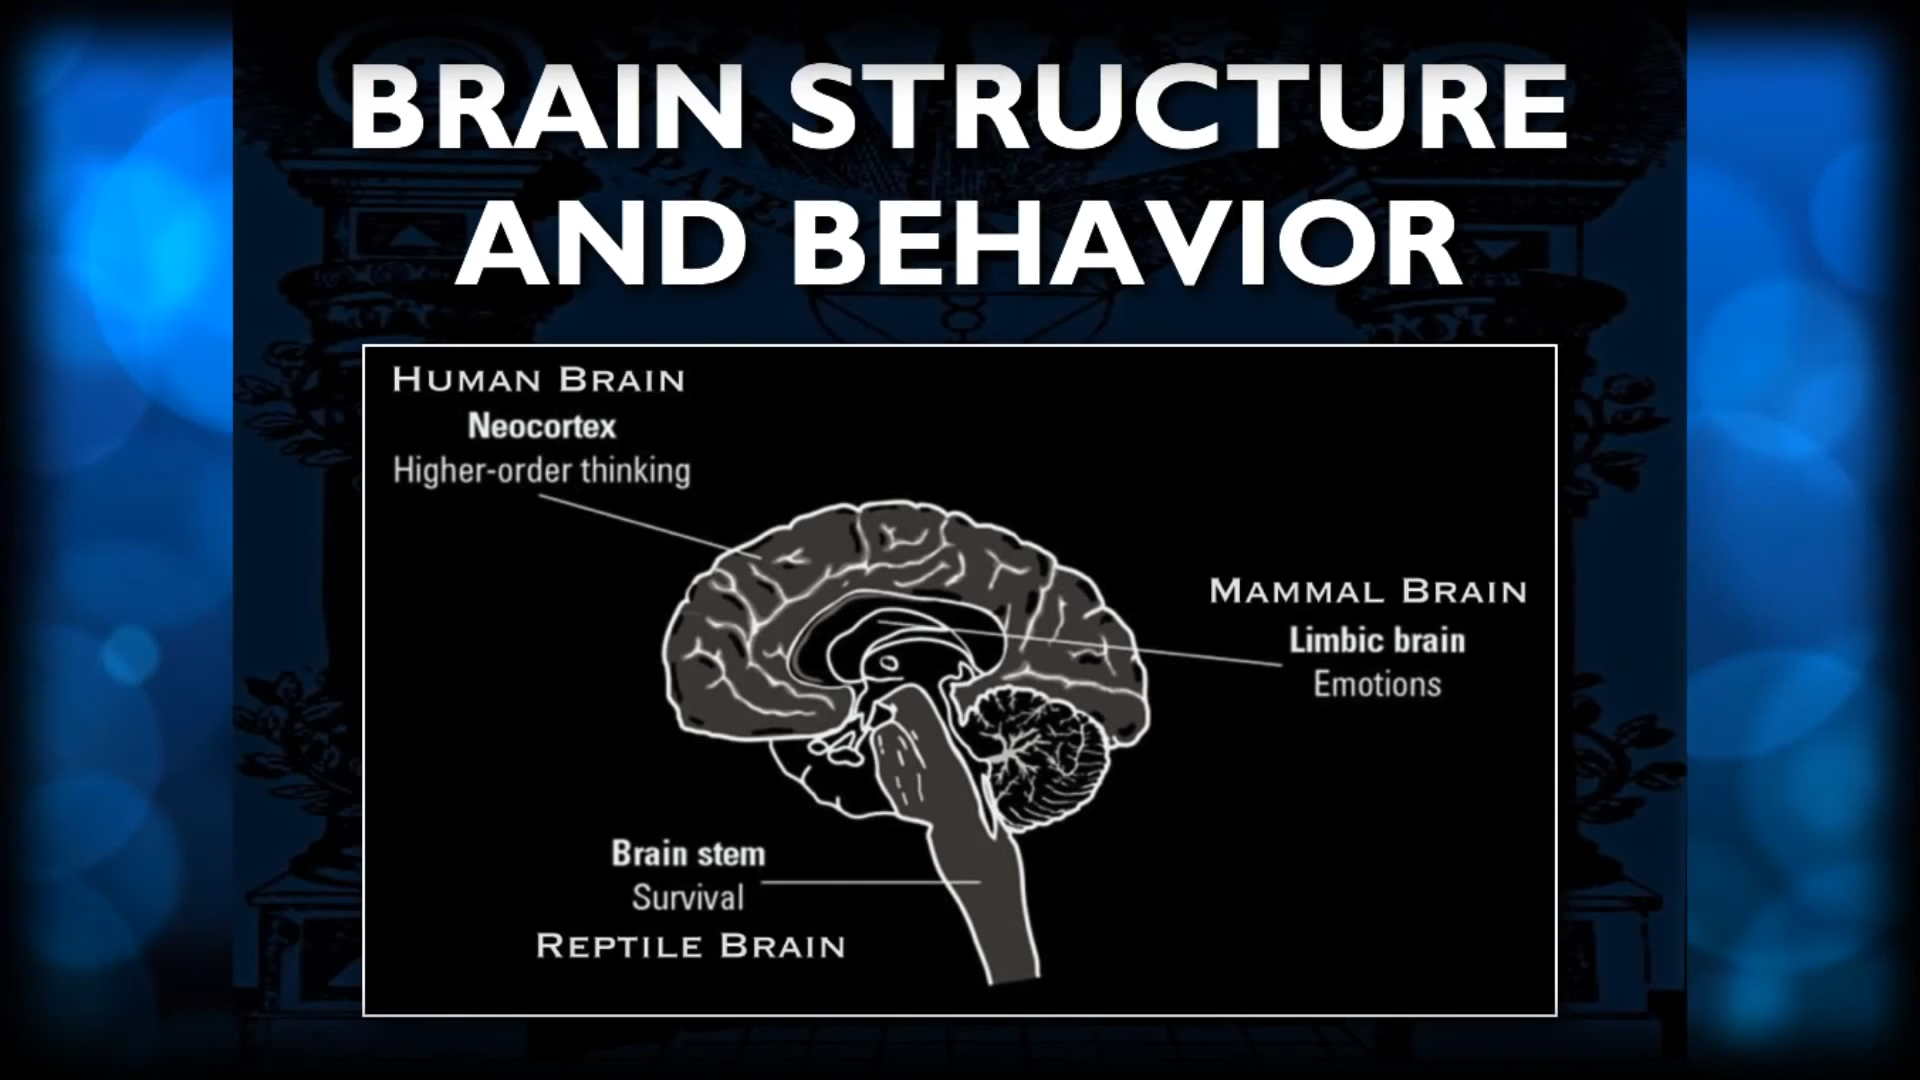 BRAIN STRUCTURE
AND BEHAVIOR
HUMAN BRAIN
Neocortex
Higher-order thinking
MAMMAL BRAIN
Limbic brain
Emotions
Brain stem
Survival
REPTILE BRAIN